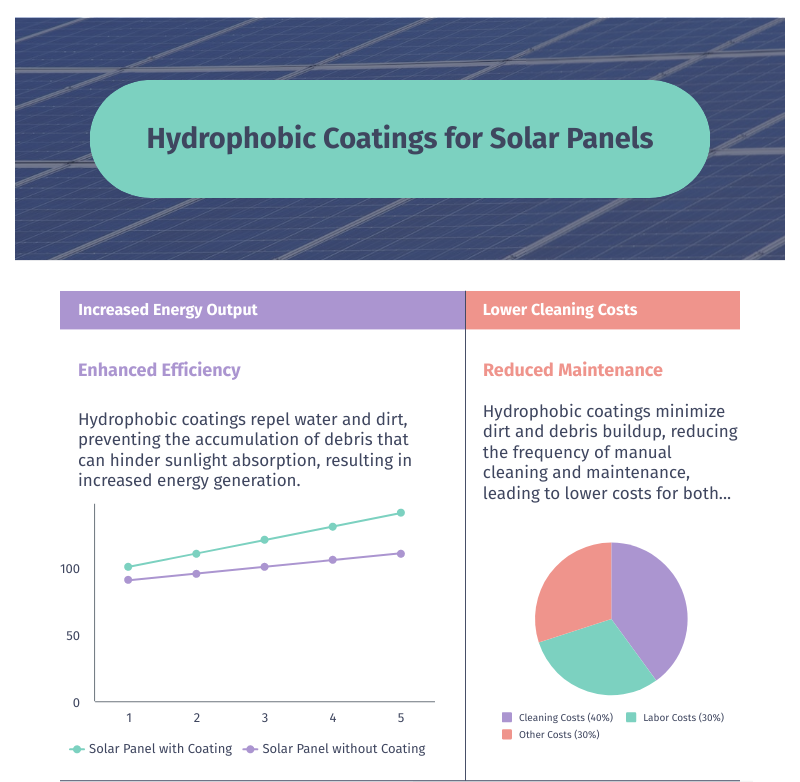 Hydrophobic Coatings for Solar Panels
Increased Energy Output
Enhanced Efficiency
Hydrophobic coatings repel water and dirt,
preventing the accumulation of debris that
can hinder sunlight absorption, resulting in
increased energy generation.
100
50
0
1 2 3 4 5
Solar Panel with Coating Solar Panel without Coating
Lower Cleaning Costs
Reduced Maintenance
Hydrophobic coatings minimize
dirt and debris buildup, reducing
the frequency of manual
cleaning and maintenance,
leading to lower costs for both...
Cleaning Costs (40%) Labor Costs (30%)
Other Costs (30%)